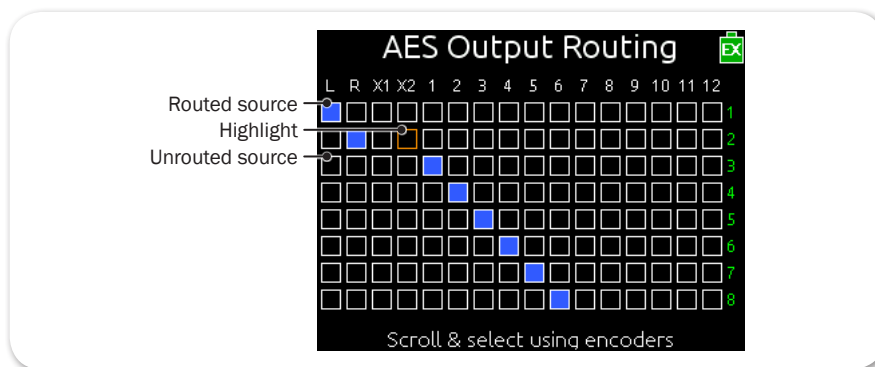 AES Output Routing
EX
L R X1 X2 1 2 3 4 5 6 7 8 9 10 11 12
Routed source
1
Highlight
2
Unrouted source
3
4
5
6
7
8
Scroll & select using encoders